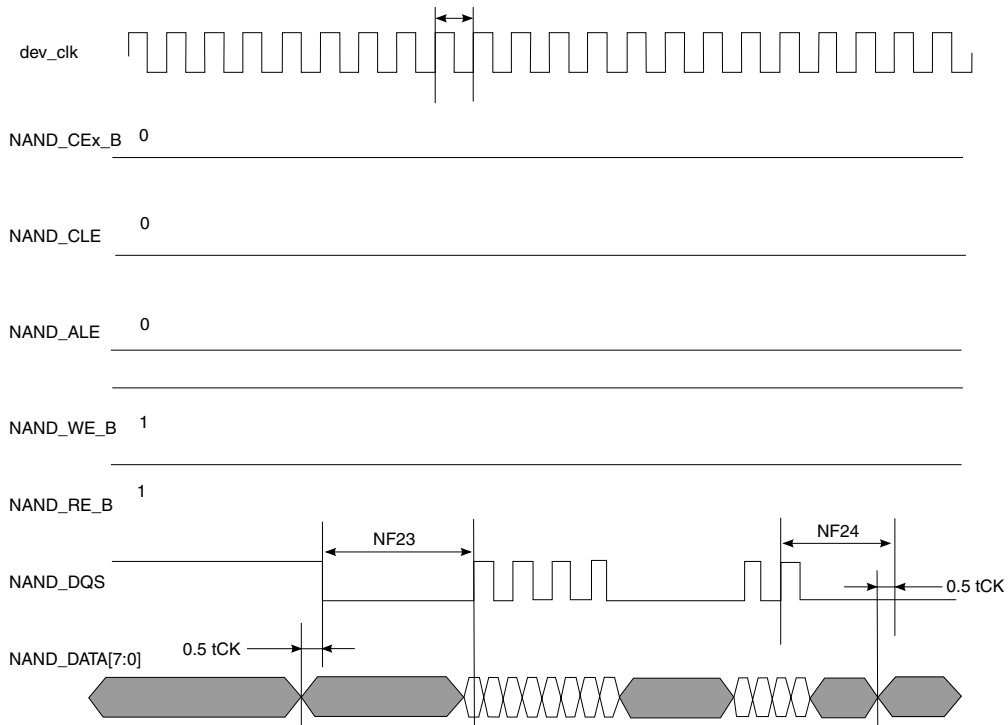 dev_clk
NAND_CEx_B 0
NAND_CLE 0
NAND_ALE 0
NAND_WE_B 1
NAND_RE_B 1
NF23
NF24
NAND_DQS
0.5 tCK
0.5 tCK
NAND_DATA[7:0]